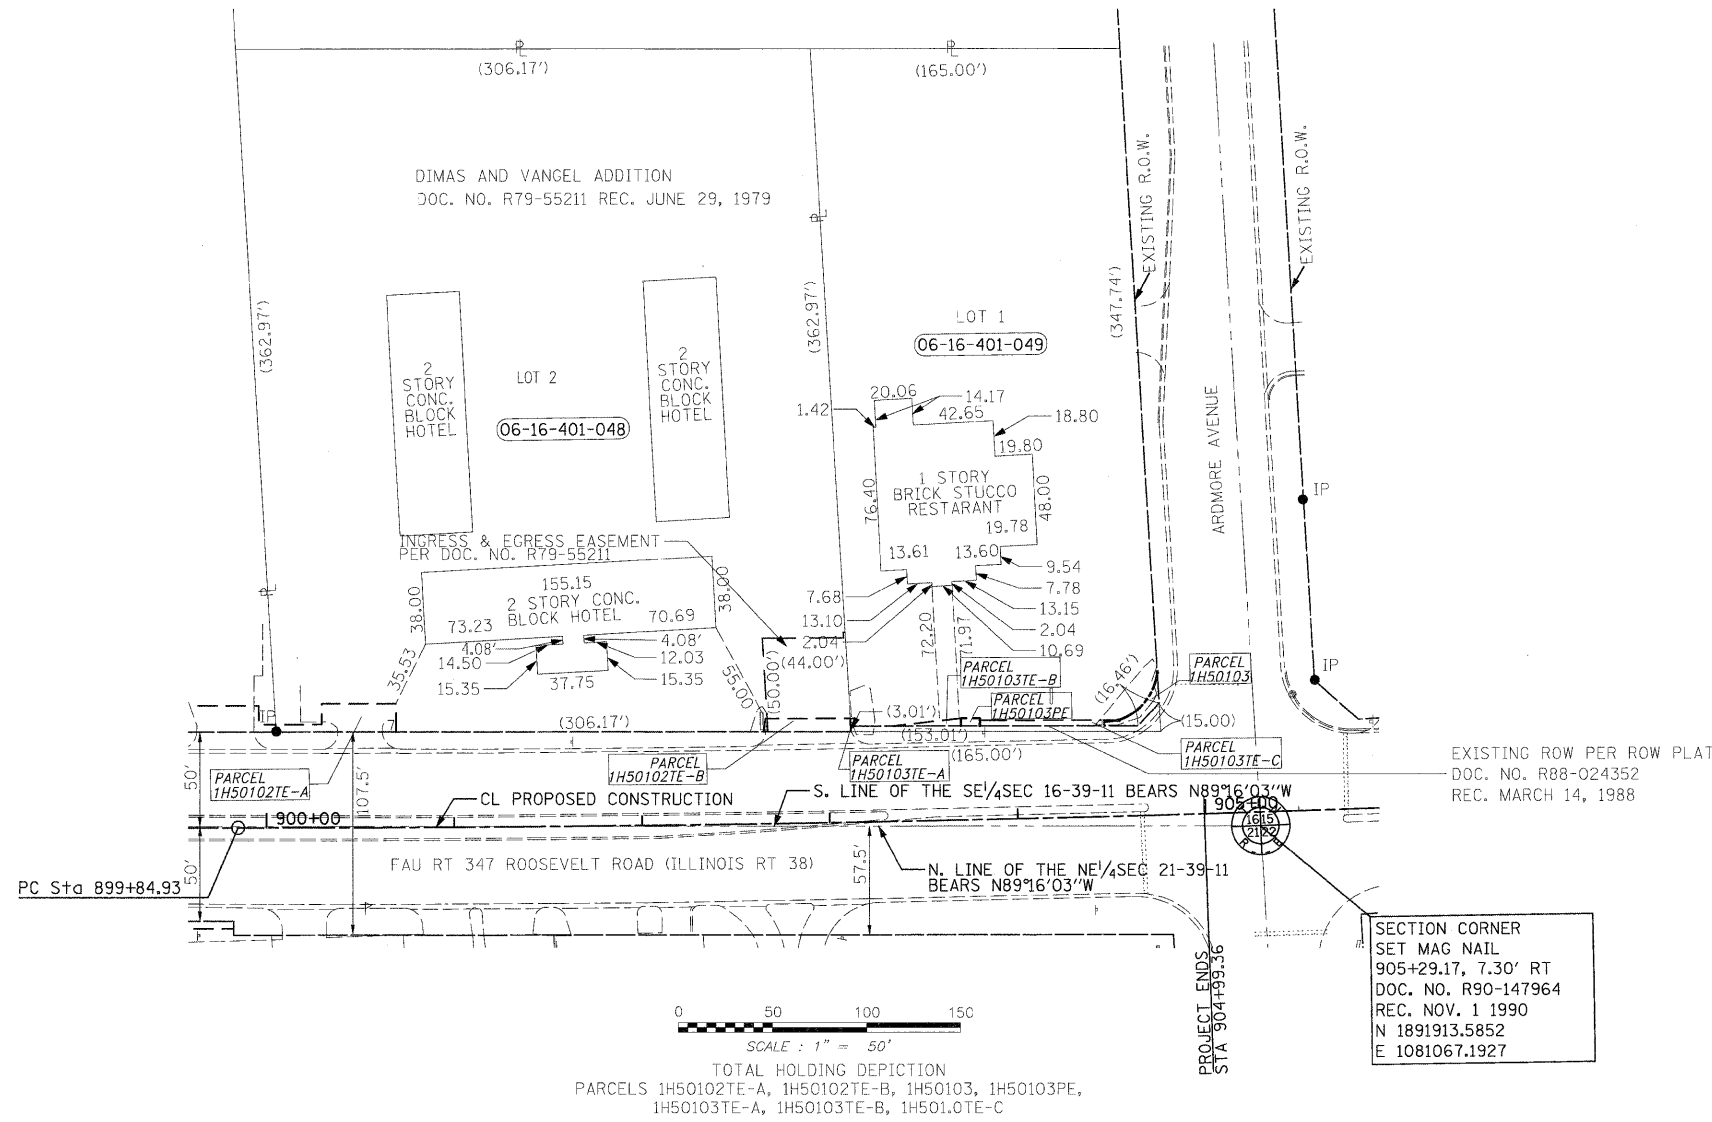 PL
PL
(306.17')
(165.00')
DIMAS AND VANGEL ADDITION
DOC. NO. R79-55211 REC. JUNE 29, 1979
PL
EXISTING R.O.W.
EXISTING R.O.W.
(362.97')
(362.97')
(347.74')
LOT 1
06-16-401-049
2
STORY
CONC.
BLOCK
HOTEL
LOT 2
06-16-401-048
2
STORY
CONC.
BLOCK
HOTEL
20.06
14.17
1.42
42.65
18.80
19.80
1 STORY
BRICK STUCCO
RESTARANT
76.40
48.00
19.78
13.61
13.60
9.54
7.68
7.78
13.10
13.15
2.04
2.04
10.69
72.20
71.97
ARDMORE AVENUE
IP
IP
INGRESS & EGRESS EASEMENT
PER DOC. NO. R79-55211
PL
155.15
38.00
38.00
2 STORY CONC.
BLOCK HOTEL
73.23
70.69
4.08'
4.08'
14.50
12.03
15.35
15.35
37.75
35.53
55.00
(50.00')
(44.00')
PARCEL
1H50103TE-B
PARCEL
1H50103PE
PARCEL
1H50103
(16.46')
(15.00)
IP
(306.17')
(3.01')
(153.01')
(165.00')
PARCEL
1H50102TE-A
PARCEL
1H50102TE-B
PARCEL
1H50103TE-A
PARCEL
1H50103TE-C
EXISTING ROW PER ROW PLAT
DOC. NO. R88-024352
REC. MARCH 14, 1988
50'
50'
107.5'
57.5'
CL PROPOSED CONSTRUCTION
S. LINE OF THE SE1/4SEC 16-39-11 BEARS N89°16'03"W
900+00
905+00
16 15
21 22
FAU RT 347 ROOSEVELT ROAD (ILLINOIS RT 38)
N. LINE OF THE NE1/4SEC 21-39-11
BEARS N89°16'03"W
PC Sta 899+84.93
PROJECT ENDS
STA 904+99.36
SECTION CORNER
SET MAG NAIL
905+29.17, 7.30' RT
DOC. NO. R90-147964
REC. NOV. 1 1990
N 1891913.5852
E 1081067.1927
0 50 100 150
SCALE : 1" = 50'
TOTAL HOLDING DEPICTION
PARCELS 1H50102TE-A, 1H50102TE-B, 1H50103, 1H50103PE,
1H50103TE-A, 1H50103TE-B, 1H501.0TE-C